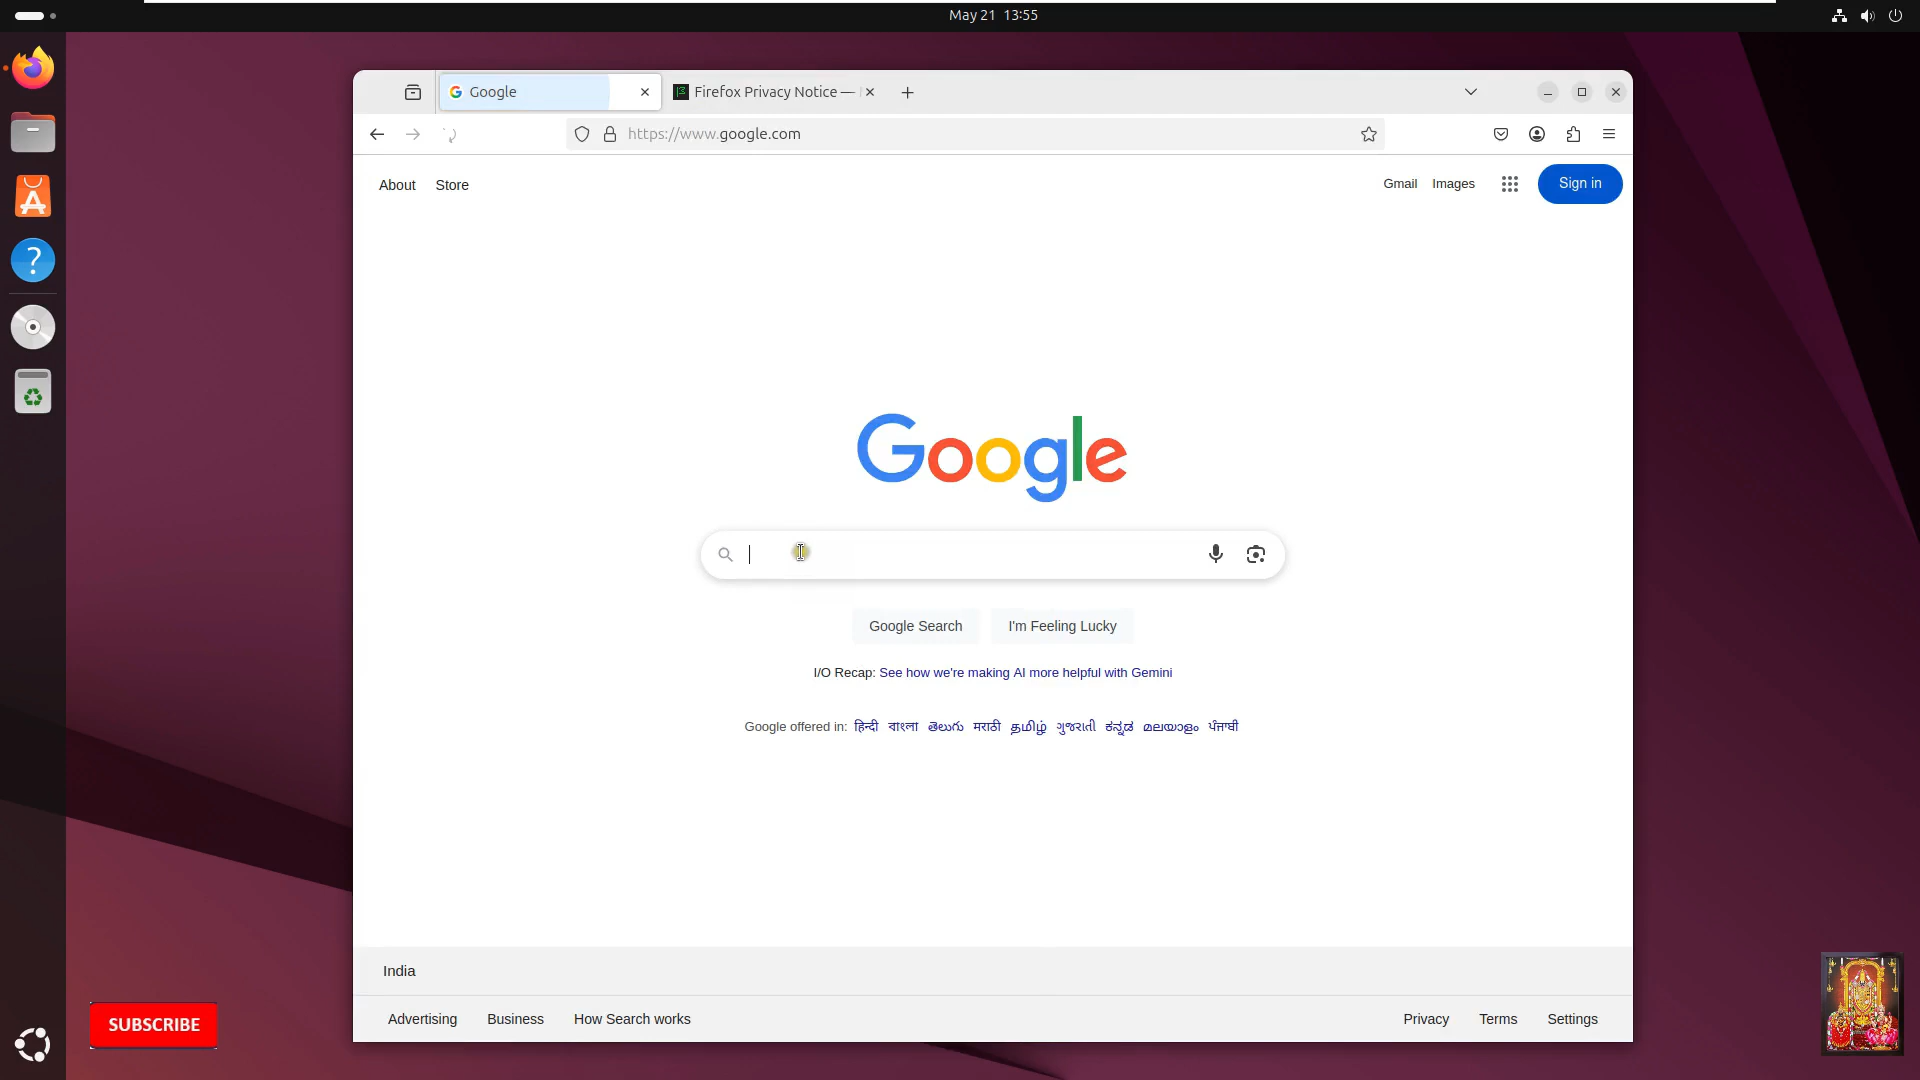 May 21 13:55
Google
Firefox Privacy Notice —
https://www.google.com
About Store
Gmail Images Sign in
Google
Google Search I'm Feeling Lucky
I/O Recap: See how we're making AI more helpful with Gemini
Google offered in: हिन्दी বাংলা తెలుగు मराठी தமிழ் ગુજરાતી ಕನ್ನಡ മലയാളം ਪੰਜਾਬੀ
India
Advertising Business How Search works
Privacy Terms Settings
SUBSCRIBE